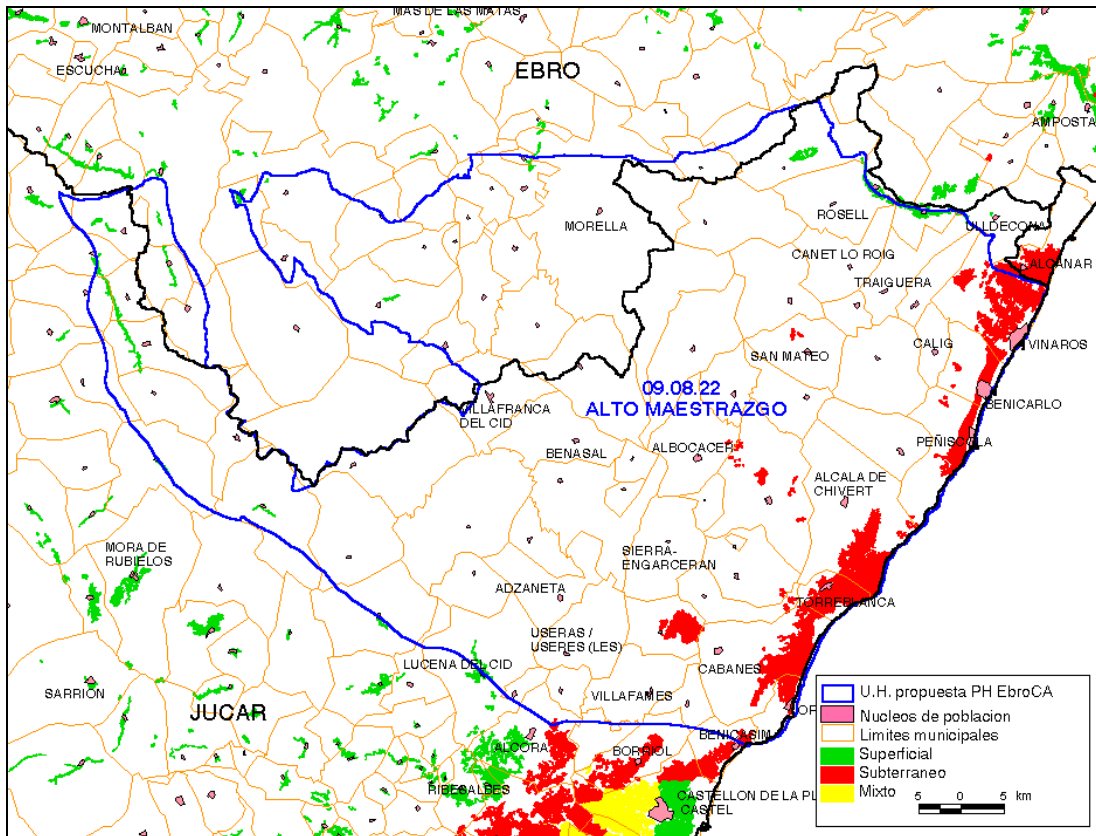 MAS DE LAS MATAS
MONTALBAN
ESCUCHA
EBRO
AMPOSTA
MORELLA
ROSELL
ULLDECONA
CANET LO ROIG
ALCANAR
TRAIGUERA
SAN MATEO
CALIG
VINAROS
09.08.22
ALTO MAESTRAZGO
BENICARLO
VILLAFRANCA
DEL CID
BENASAL
ALBOCACER
PEÑISCOLA
ALCALA DE
CHIVERT
MORA DE
RUBIELOS
SIERRA-
ENGARCERAN
ADZANETA
TORREBLANCA
USERAS /
USERES (LES)
LUCENA DEL CID
CABANES
SARRION
VILLAFAMES
JUCAR
OR
BENICASIM
ALCORA
BORRIOL
RIBESALBES
CASTELLON DE LA PL
CASTEL
U.H. propuesta PH EbroCA
Nucleos de poblacion
Limites municipales
Superficial
Subterraneo
Mixto
5 0 5 km